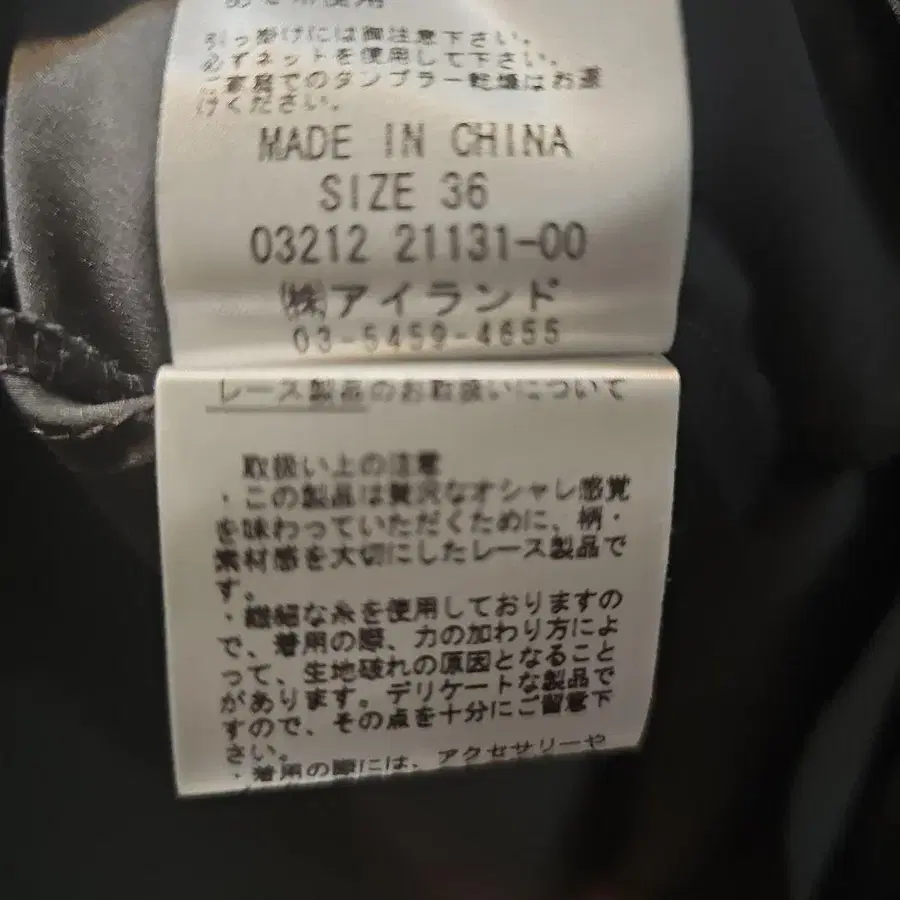 引っ掛けには御注意下さい。
必ずネットを使用して下さい。
ご家庭でのタンブラー乾燥はお避
けください。
MADE IN CHINA
SIZE 36
03212 21131-00
㈱アイランド
03-5459-4655
レース製品のお取扱いについて
取扱い上の注意
・この製品は贅沢なオシャレ感覚
を味わっていただくために、柄・
素材感を大切にしたレース製品で
す。
・繊細な糸を使用しておりますの
で、着用の際、力の加わり方によ
って、生地破れの原因となること
があります。デリケートな製品で
すので、その点を十分にご留意下
さい。
・着用の際には、アクセサリーや